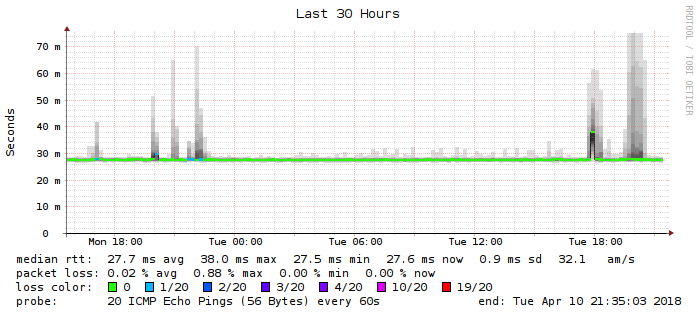 Last 30 Hours
RRDTOOL / TOBI OETIKER
Seconds
70 m
60 m
50 m
40 m
30 m
20 m
10 m
0
Mon 18:00 Tue 00:00 Tue 06:00 Tue 12:00 Tue 18:00
median rtt: 27.7 ms avg 38.0 ms max 27.5 ms min 27.6 ms now 0.9 ms sd 32.1 am/s
packet loss: 0.02 % avg 0.88 % max 0.00 % min 0.00 % now
loss color: 0 1/20 2/20 3/20 4/20 10/20 19/20
probe: 20 ICMP Echo Pings (56 Bytes) every 60s end: Tue Apr 10 21:35:03 2018